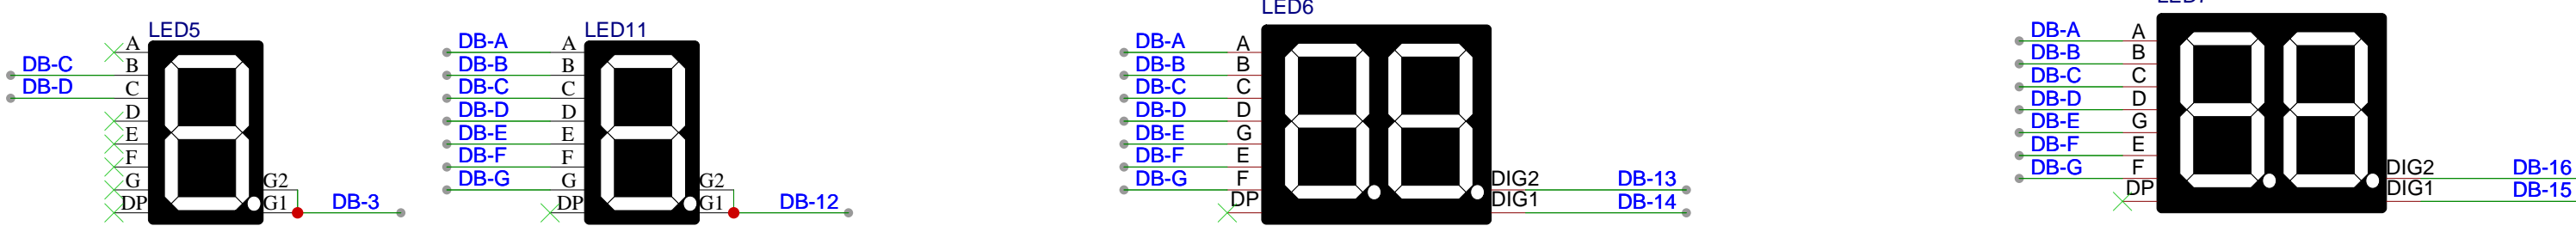 LED5
A
DB-C B
DB-D C
D
E
F
G G2
DP G1 DB-3
LED11
DB-A A
DB-B B
DB-C C
DB-D D
DB-E E
DB-F F
DB-G G G2
DP G1 DB-12
LED6
DB-A A
DB-B B
DB-C C
DB-D D
DB-E G
DB-F E
DB-G F DIG2 DB-13
DP DIG1 DB-14
DB-A A
DB-B B
DB-C C
DB-D D
DB-E G
DB-F E
DB-G F DIG2 DB-16
DP DIG1 DB-15